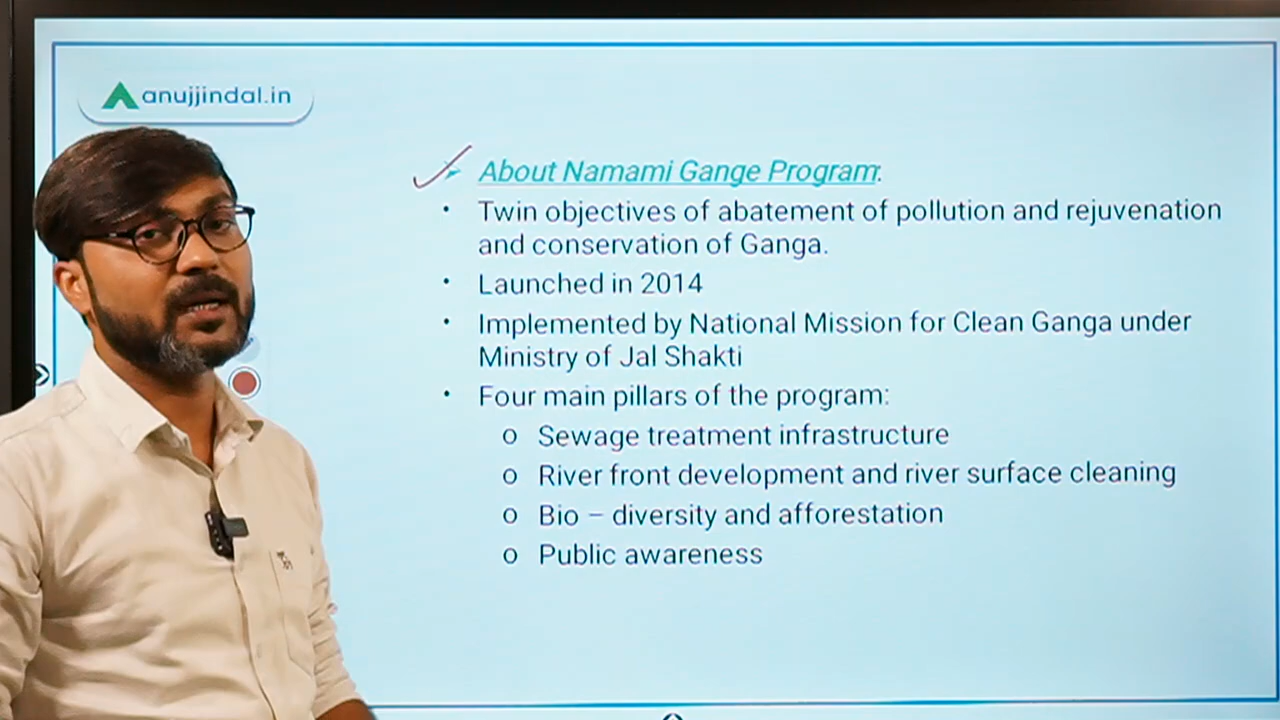 anujjindal.in
About Namami Gange Program:
• Twin objectives of abatement of pollution and rejuvenation
and conservation of Ganga.
• Launched in 2014
• Implemented by National Mission for Clean Ganga under
Ministry of Jal Shakti
• Four main pillars of the program:
o Sewage treatment infrastructure
o River front development and river surface cleaning
o Bio – diversity and afforestation
o Public awareness